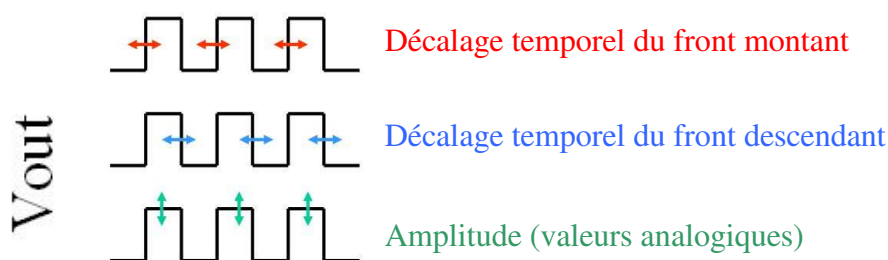 Décalage temporel du front montant
Vout
Décalage temporel du front descendant
Amplitude (valeurs analogiques)